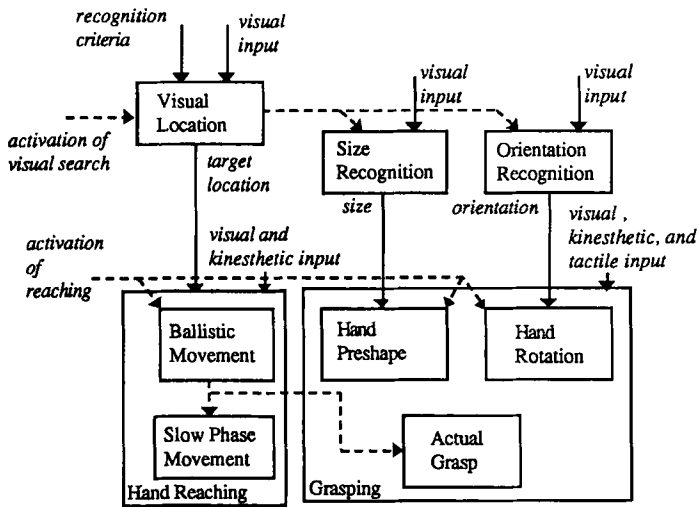 recognition
criteria
visual
input
Visual
Location
activation of
visual search
visual
input
visual
input
Size
Recognition
Orientation
Recognition
target
location
size
orientation
visual ,
kinesthetic, and
tactile input
activation
of
reaching
visual and
kinesthetic input
Ballistic
Movement
Hand
Preshape
Hand
Rotation
Slow Phase
Movement
Actual
Grasp
Hand Reaching
Grasping